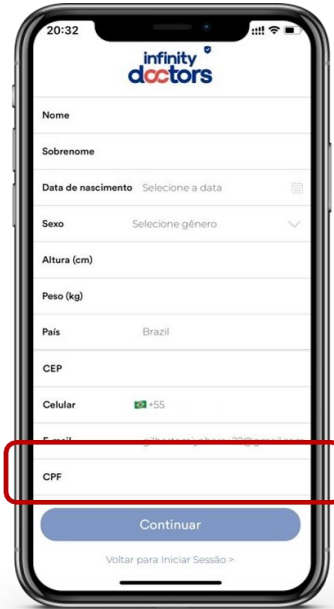 20:32
infinity
doctors
Nome
Sobrenome
Data de nascimento Selecione a data
Sexo Selecione gênero
Altura (cm)
Peso (kg)
País Brazil
CEP
Celular +55
E-mail
CPF
Continuar
Voltar para Iniciar Sessão >